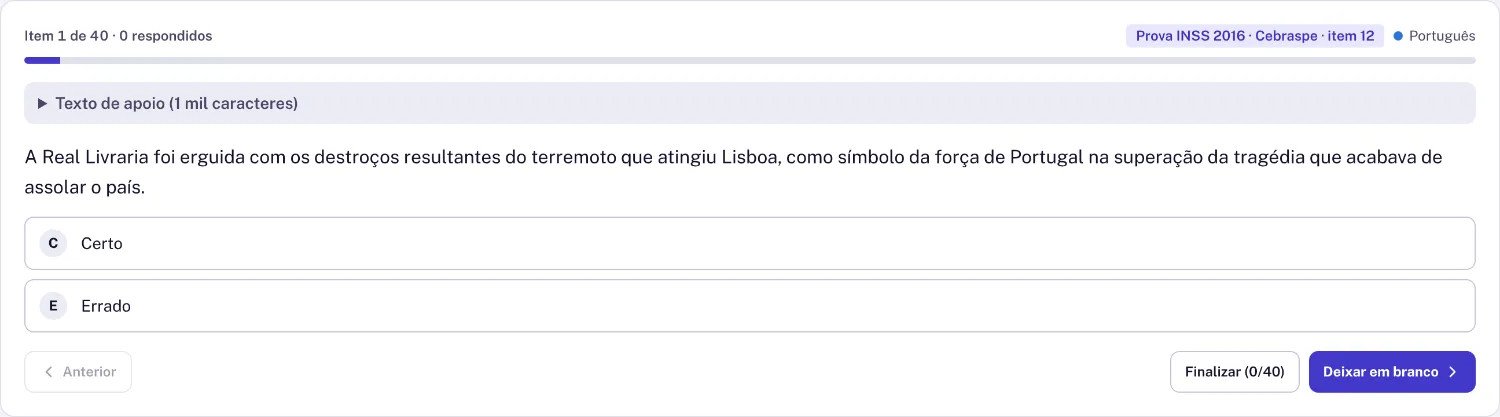 Item 1 de 40 · 0 respondidos
Prova INSS 2016 · Cebraspe · item 12
Português
Texto de apoio (1 mil caracteres)
A Real Livraria foi erguida com os destroços resultantes do terremoto que atingiu Lisboa, como símbolo da força de Portugal na superação da tragédia que acabava de
assolar o país.
C Certo
E Errado
Anterior
Finalizar (0/40)
Deixar em branco